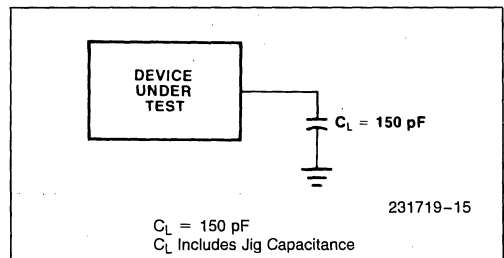 DEVICE
UNDER
TEST
C_L = 150 pF
231719-15
C_L = 150 pF
C_L Includes Jig Capacitance